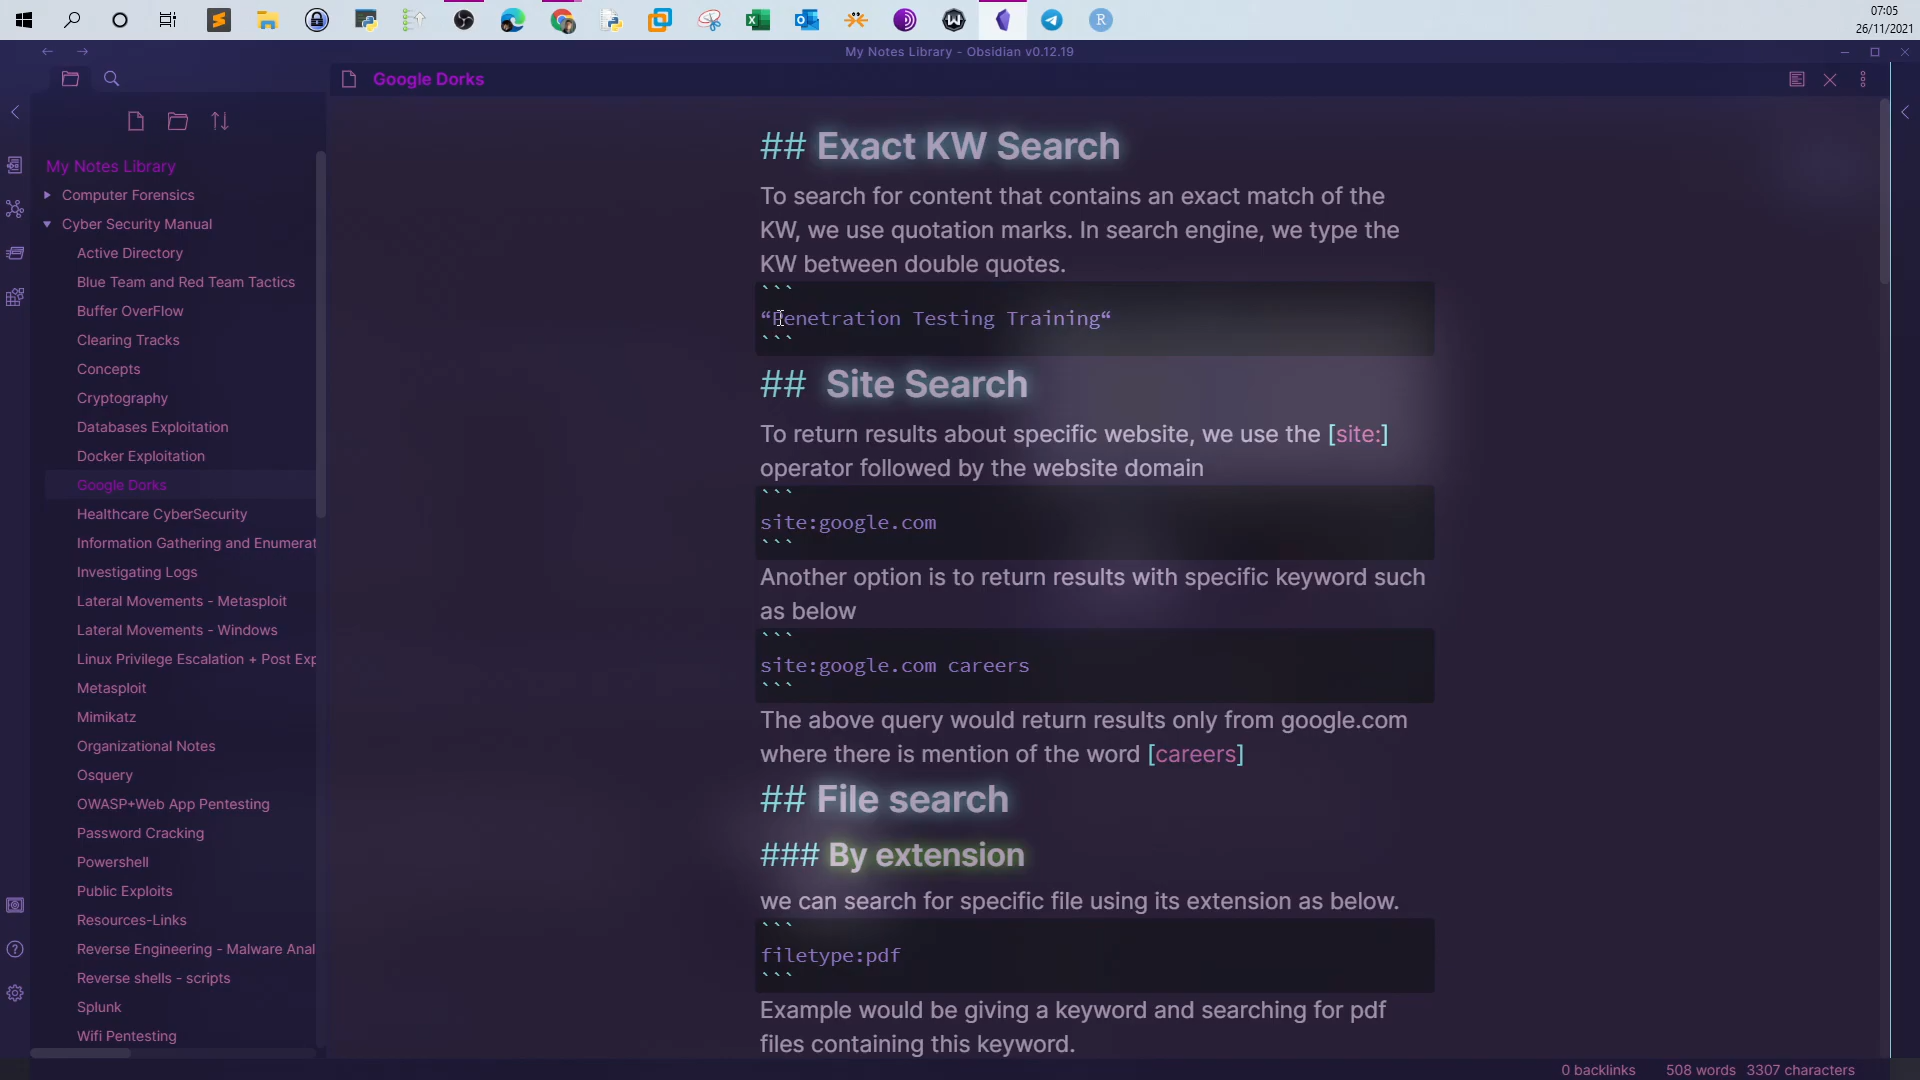 07:05
26/11/2021
My Notes Library - Obsidian v0.12.19
Google Dorks
My Notes Library
Computer Forensics
Cyber Security Manual
Active Directory
Blue Team and Red Team Tactics
Buffer OverFlow
Clearing Tracks
Concepts
Cryptography
Databases Exploitation
Docker Exploitation
Google Dorks
Healthcare CyberSecurity
Information Gathering and Enumerat
Investigating Logs
Lateral Movements - Metasploit
Lateral Movements - Windows
Linux Privilege Escalation + Post Exp
Metasploit
Mimikatz
Organizational Notes
Osquery
OWASP+Web App Pentesting
Password Cracking
Powershell
Public Exploits
Resources-Links
Reverse Engineering - Malware Anal
Reverse shells - scripts
Splunk
Wifi Pentesting
## Exact KW Search
To search for content that contains an exact match of the
KW, we use quotation marks. In search engine, we type the
KW between double quotes.
```
“Penetration Testing Training“
```
## Site Search
To return results about specific website, we use the [site:]
operator followed by the website domain
```
site:google.com
```
Another option is to return results with specific keyword such
as below
```
site:google.com careers
```
The above query would return results only from google.com
where there is mention of the word [careers]
## File search
### By extension
we can search for specific file using its extension as below.
```
filetype:pdf
```
Example would be giving a keyword and searching for pdf
files containing this keyword.
0 backlinks 508 words 3307 characters